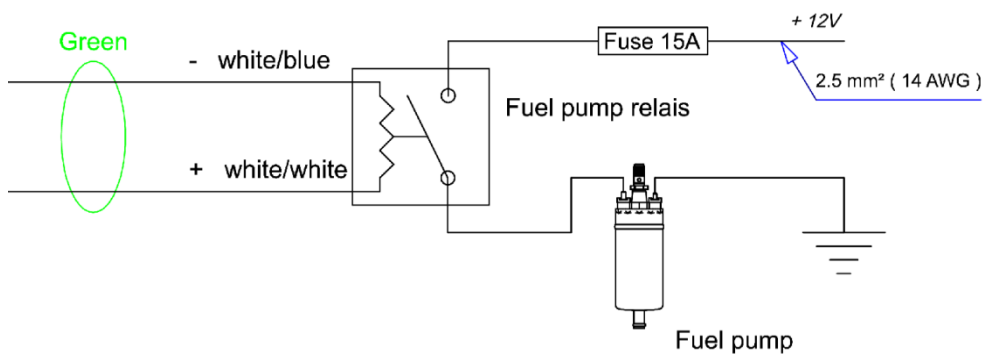 Green
- white/blue
+ white/white
Fuse 15A
+ 12V
2.5 mm² ( 14 AWG )
Fuel pump relais
Fuel pump